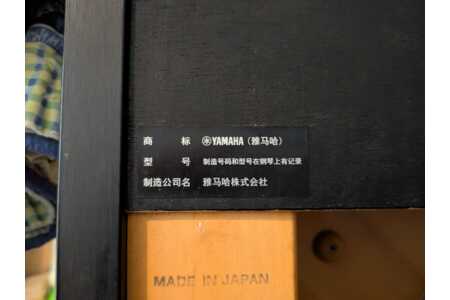 商 标 YAMAHA（雅马哈）
型 号 制造号码和型号在钢琴上有记录
制造公司名 雅马哈株式会社
MADE IN JAPAN